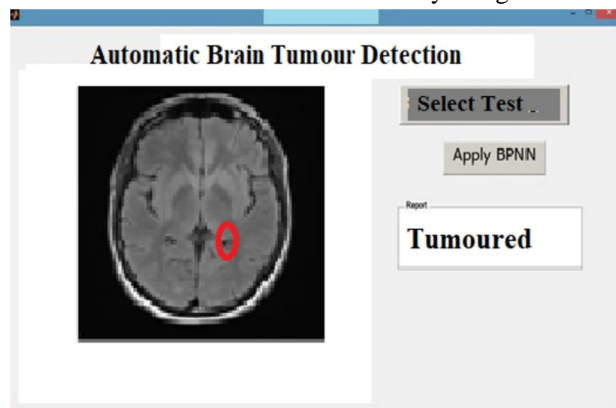 Automatic Brain Tumour Detection
Select Test
Apply BPNN
Report
Tumoured